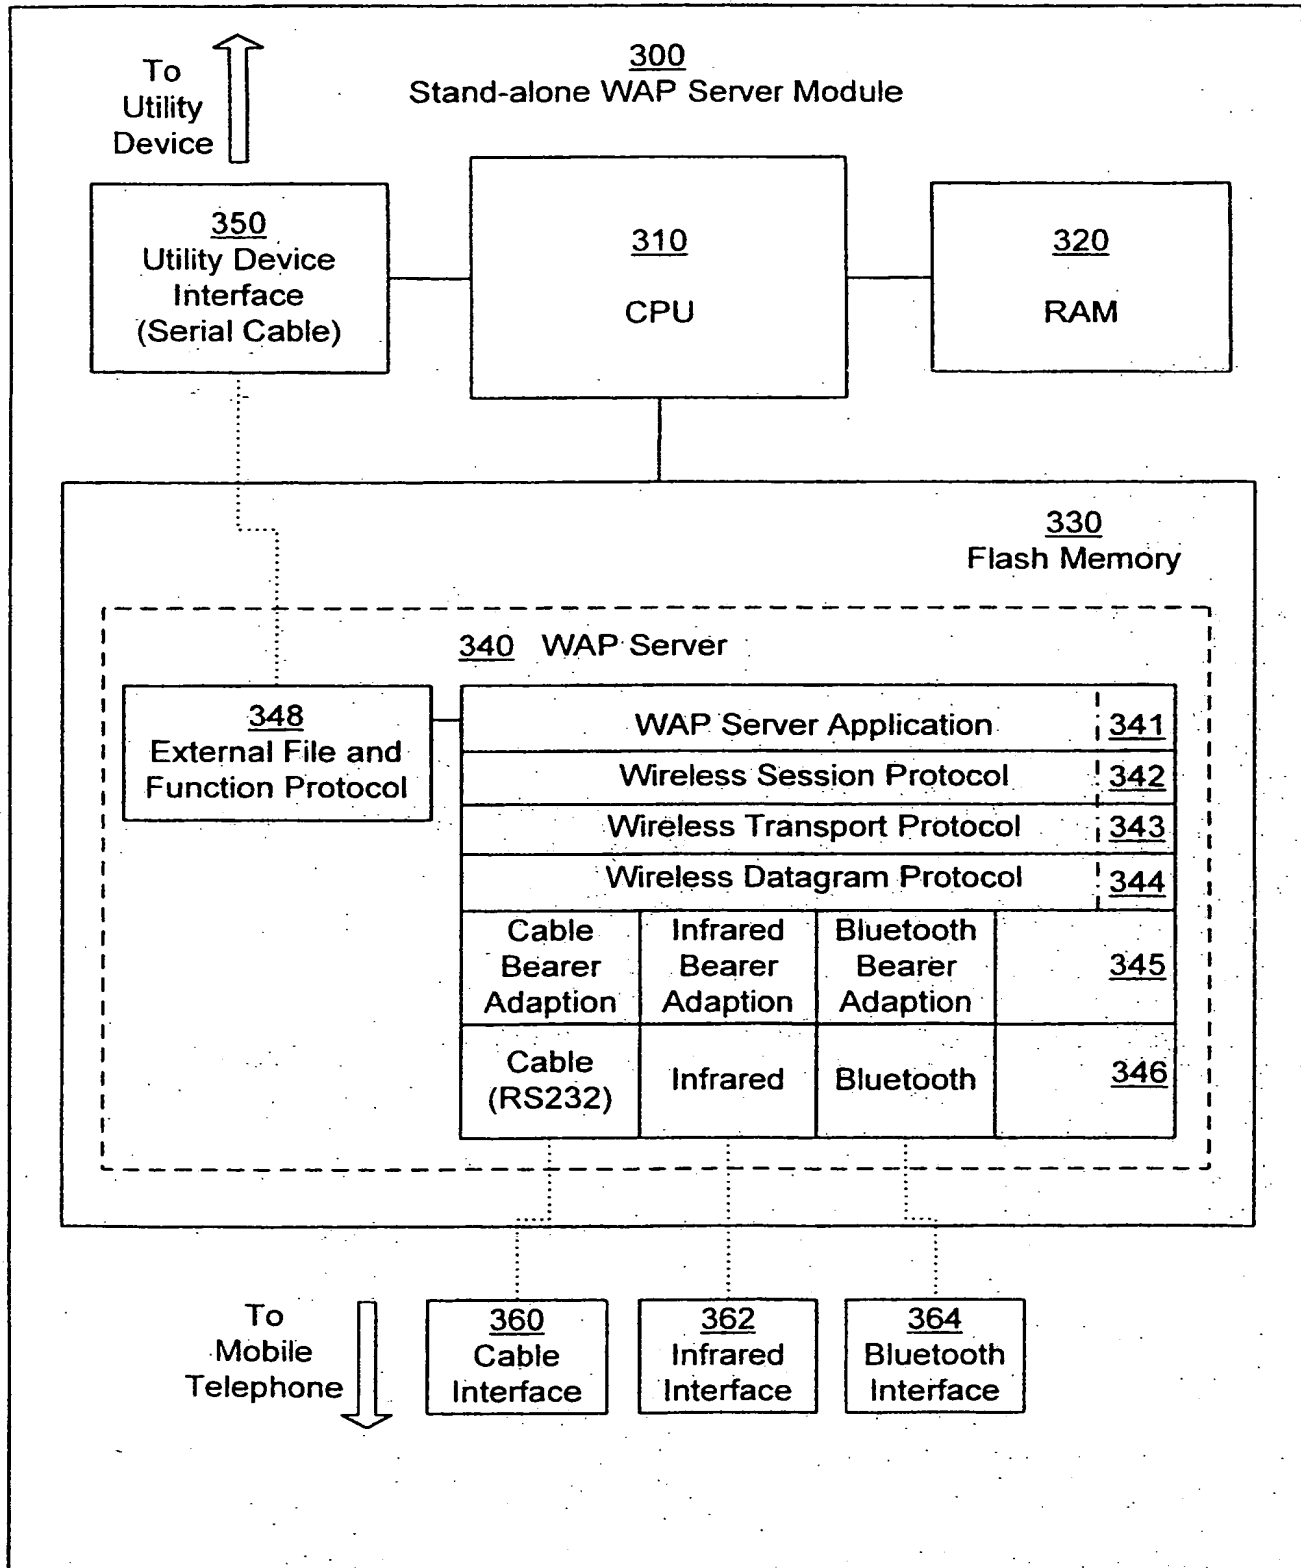 To
Utility
Device
300
Stand-alone WAP Server Module
350
Utility Device
Interface
(Serial Cable)
310
CPU
320
RAM
330
Flash Memory
340 WAP Server
348
External File and
Function Protocol
WAP Server Application 341
Wireless Session Protocol 342
Wireless Transport Protocol 343
Wireless Datagram Protocol 344
Cable
Bearer
Adaption
Infrared
Bearer
Adaption
Bluetooth
Bearer
Adaption
345
Cable
(RS232)
Infrared
Bluetooth
346
To
Mobile
Telephone
360
Cable
Interface
362
Infrared
Interface
364
Bluetooth
Interface